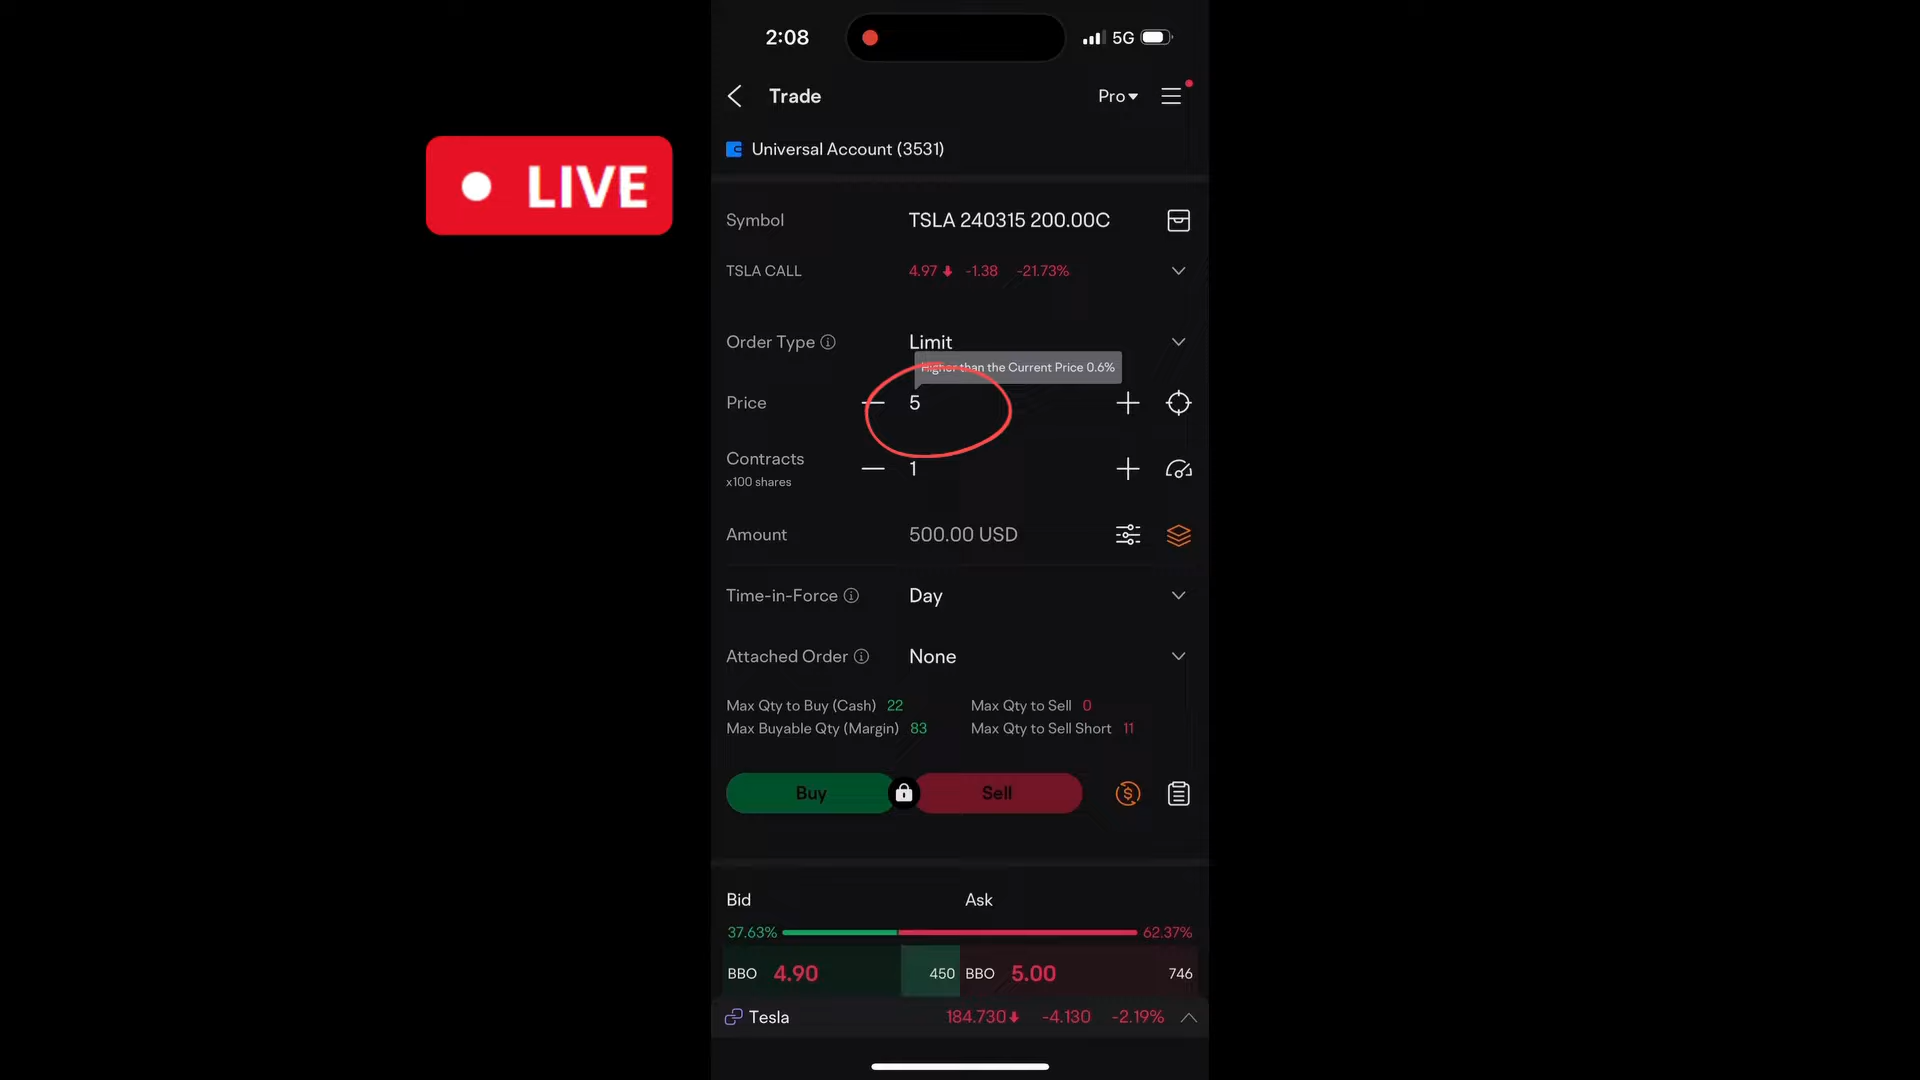 2:08
5G
LIVE
Trade
Pro
Universal Account (3531)
Symbol
TSLA 240315 200.00C
TSLA CALL
4.97 -1.38 -21.73%
Order Type
Limit
Higher than the Current Price 0.6%
Price
5
Contracts
x100 shares
1
Amount
500.00 USD
Time-in-Force
Day
Attached Order
None
Max Qty to Buy (Cash) 22
Max Qty to Sell 0
Max Buyable Qty (Margin) 83
Max Qty to Sell Short 11
Buy
Sell
Bid
Ask
37.63%
62.37%
BBO 4.90 450
BBO 5.00 746
Tesla 184.730 -4.130 -2.19%